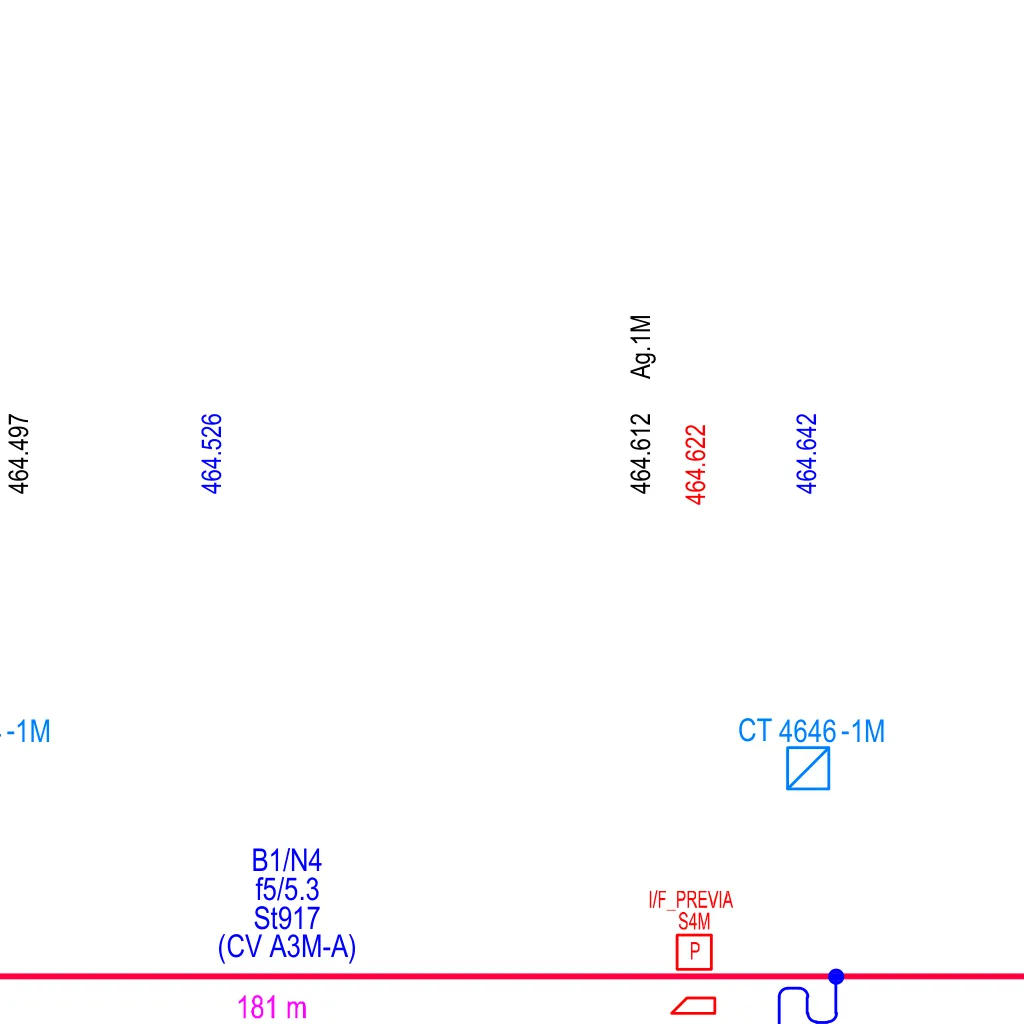 Ag.1M
464.497
464.526
464.612
464.622
464.642
-1M
CT 4646 -1M
B1/N4
f5/5.3
St917
(CV A3M-A)
I/F_PREVIA
S4M
P
181 m